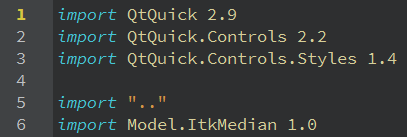 1 import QtQuick 2.9
2 import QtQuick.Controls 2.2
3 import QtQuick.Controls.Styles 1.4
4
5 import ".."
6 import Model.ItkMedian 1.0